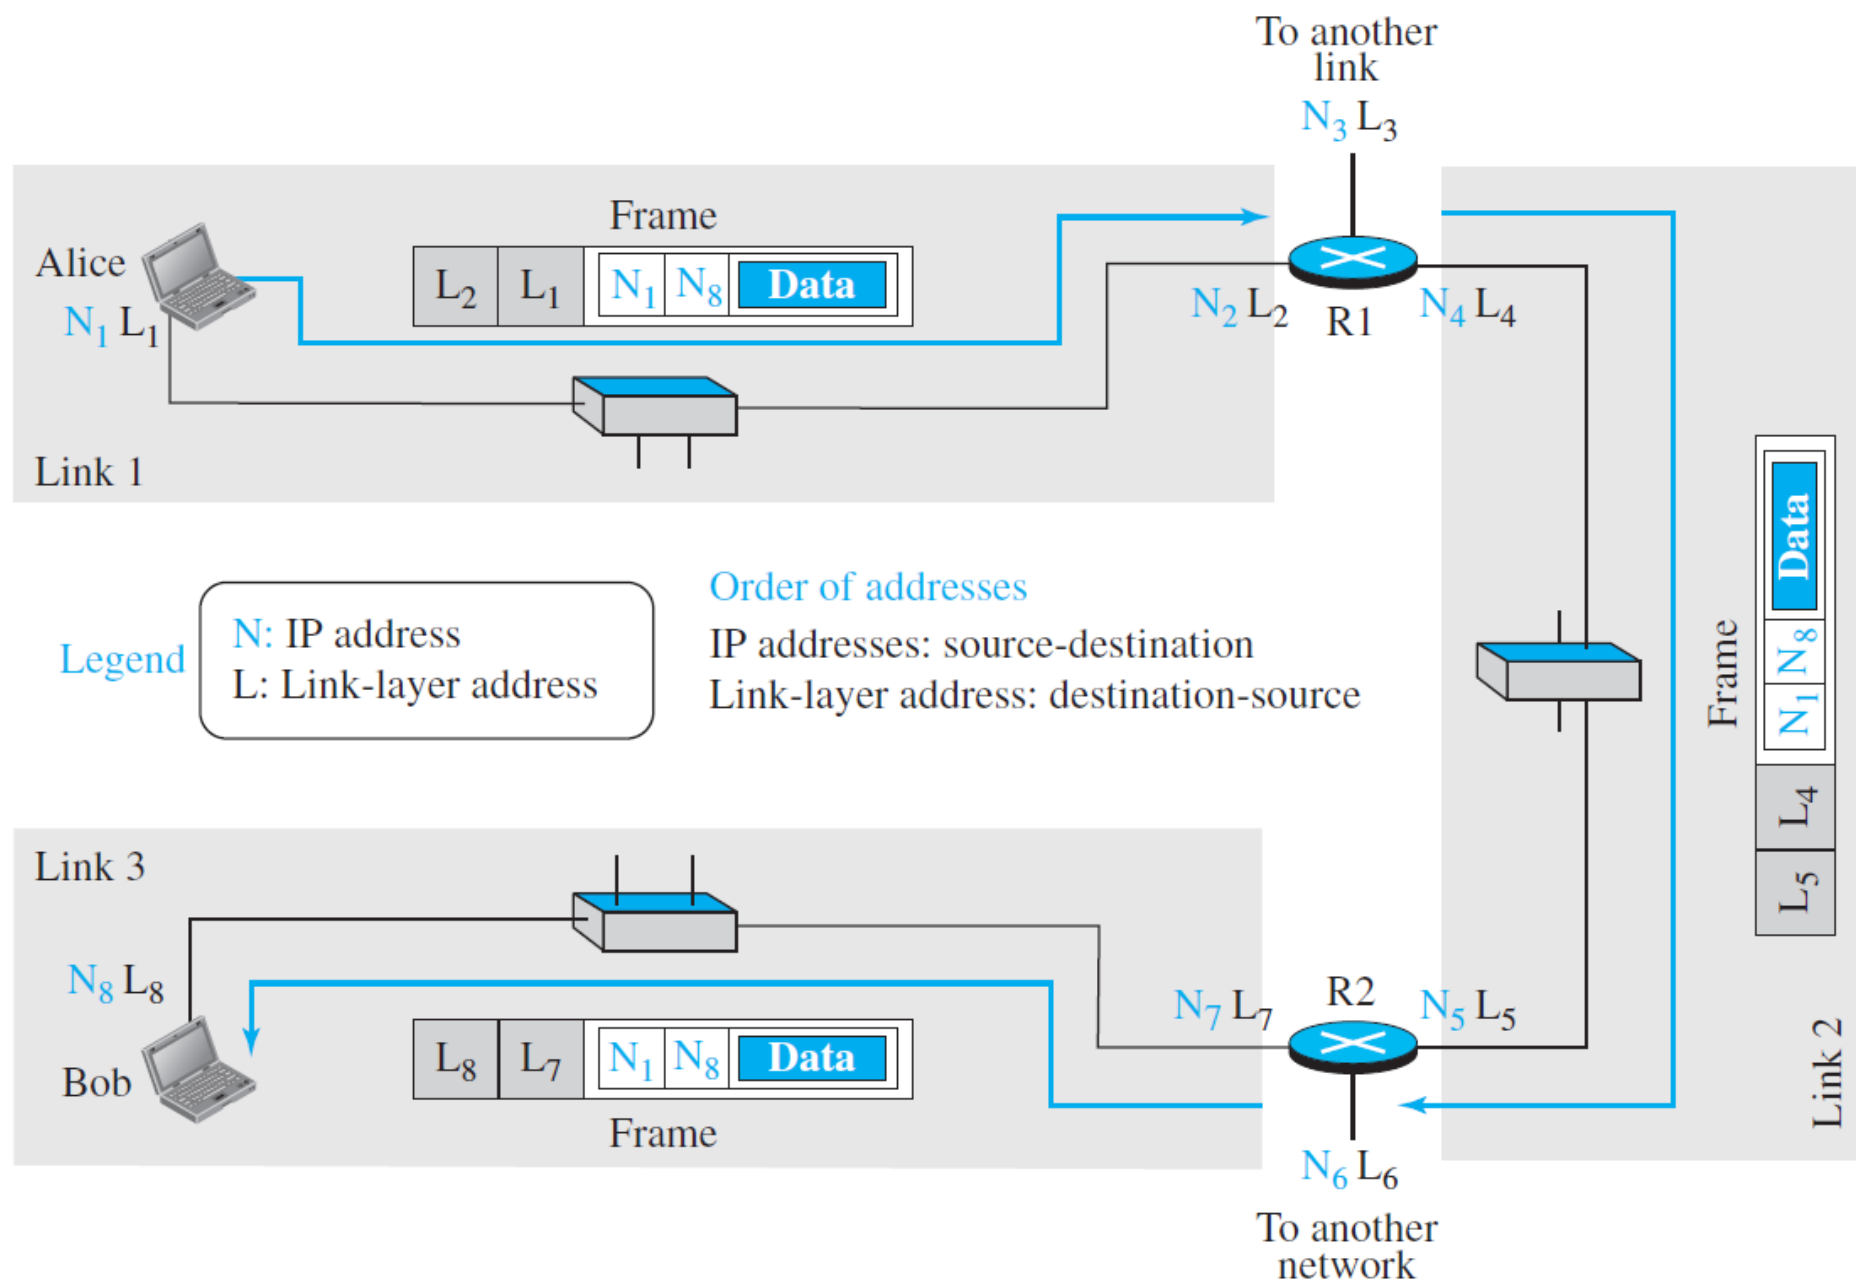 To another
link
N₃ L₃
Frame
Alice
L₂ L₁ N₁ N₈ Data
N₁ L₁
N₂ L₂
R1
N₄ L₄
Link 1
Frame
Data
N₈
N₁
L₄
L₅
Link 2
Legend
N: IP address
L: Link-layer address
Order of addresses
IP addresses: source-destination
Link-layer address: destination-source
Link 3
N₈ L₈
Bob
L₈ L₇ N₁ N₈ Data
Frame
N₇ L₇
R2
N₅ L₅
N₆ L₆
To another
network